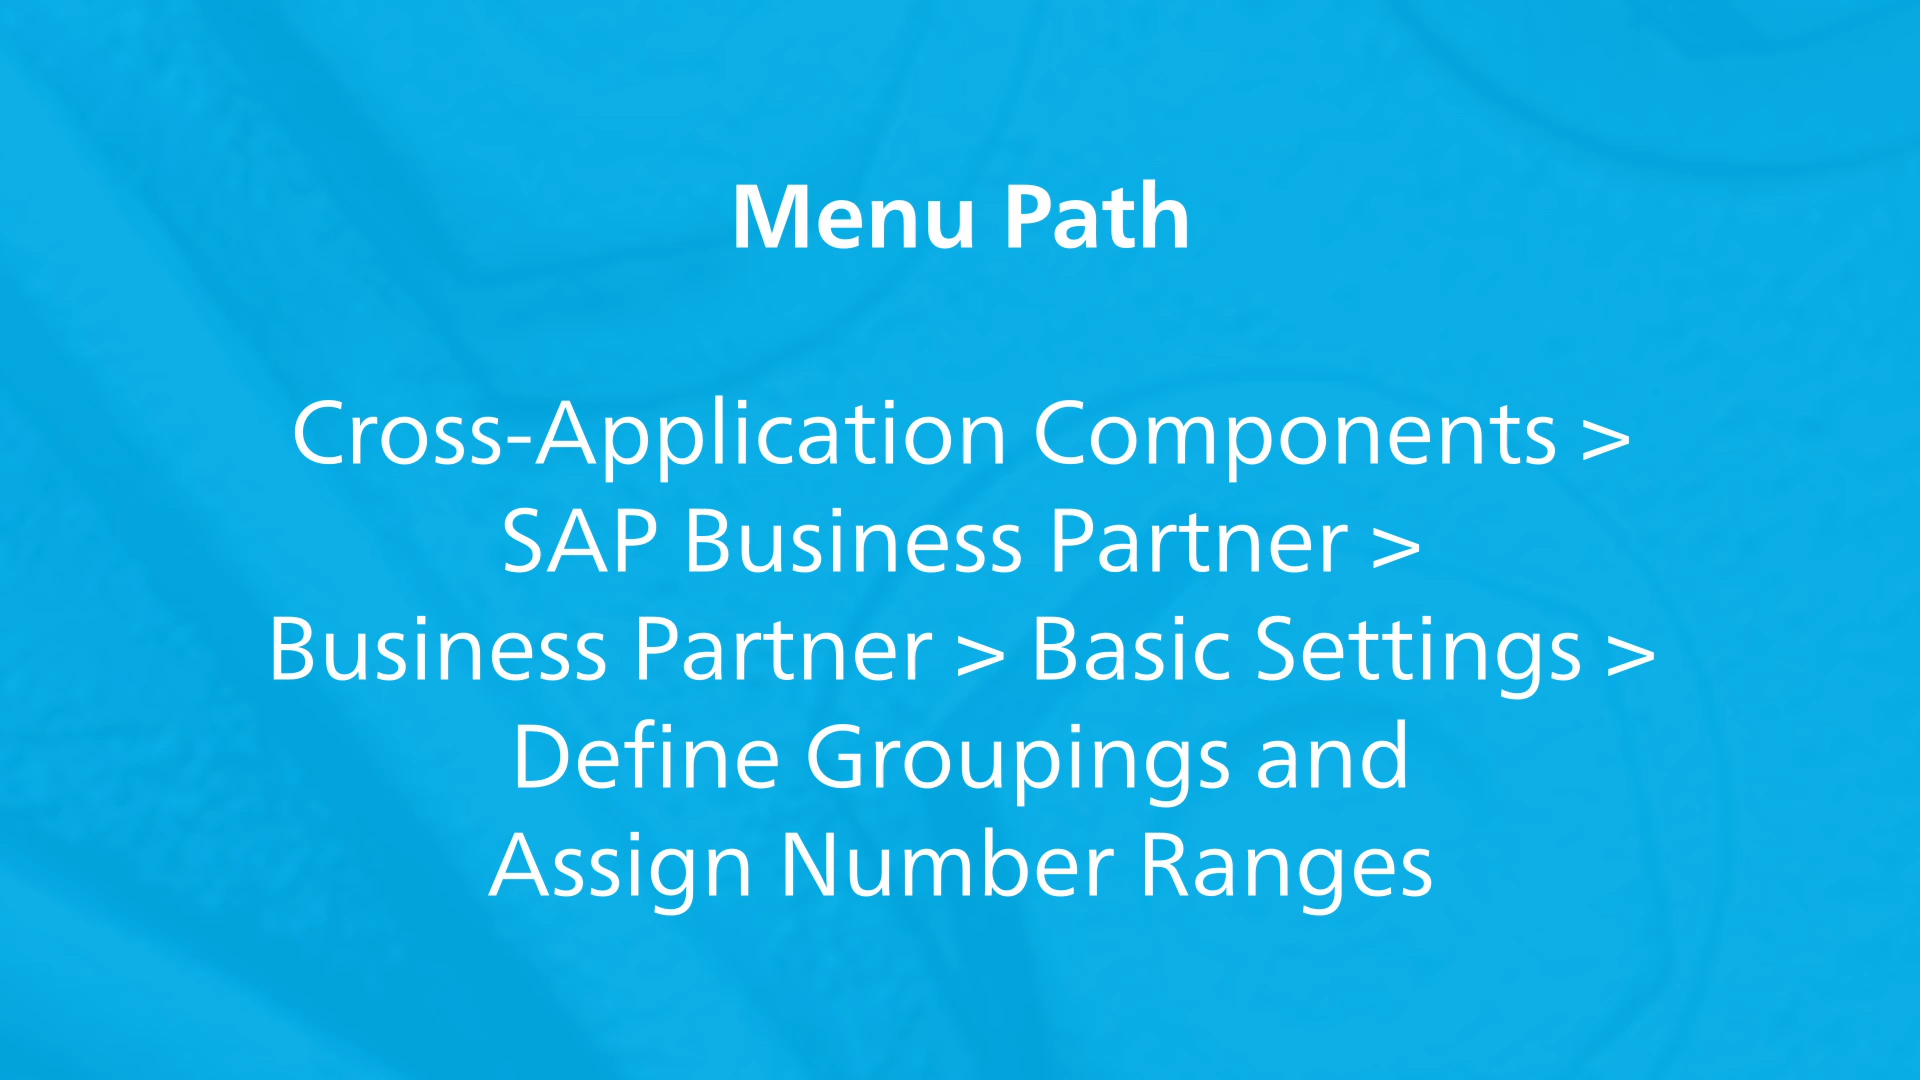 Menu Path
Cross-Application Components >
SAP Business Partner >
Business Partner > Basic Settings >
Define Groupings and
Assign Number Ranges